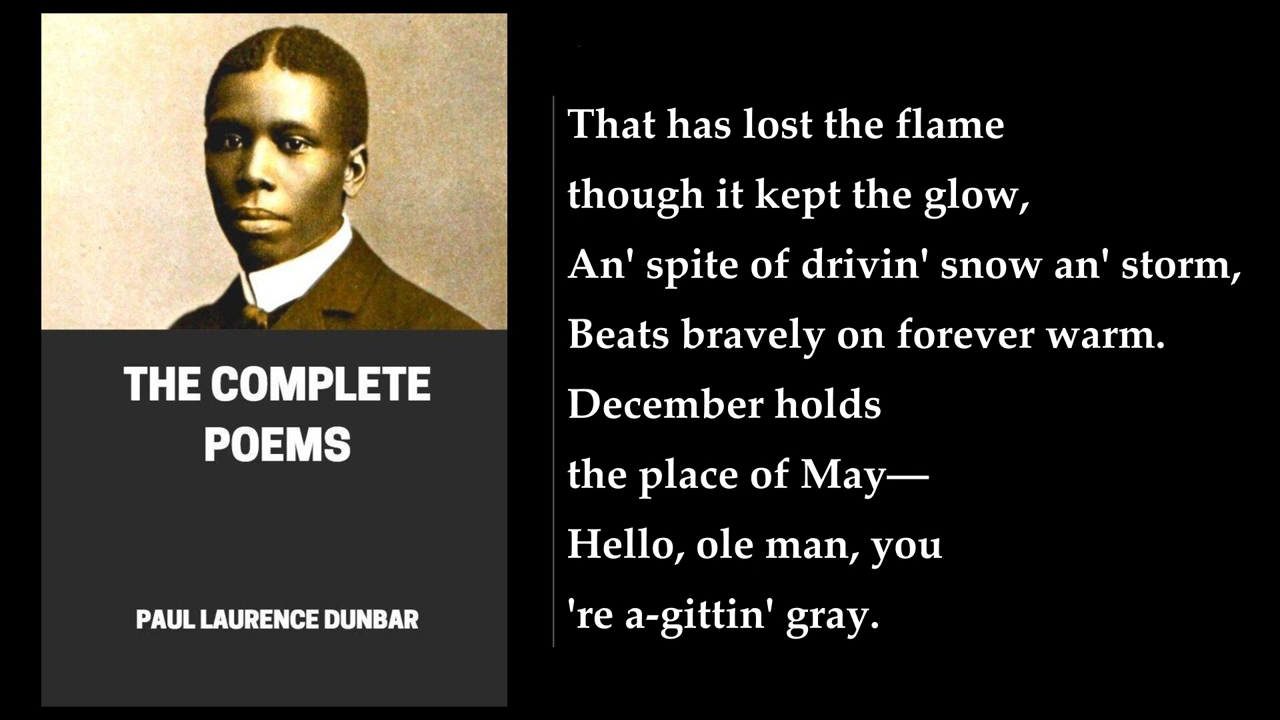 THE COMPLETE
POEMS
PAUL LAURENCE DUNBAR
That has lost the flame
though it kept the glow,
An' spite of drivin' snow an' storm,
Beats bravely on forever warm.
December holds
the place of May—
Hello, ole man, you
're a-gittin' gray.